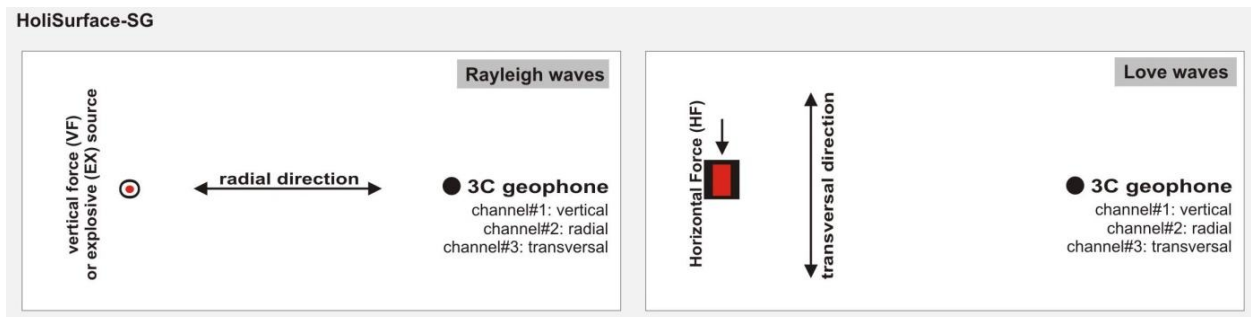 HoliSurface-SG
Rayleigh waves
vertical force (VF)
or explosive (EX) source
radial direction
3C geophone
channel#1: vertical
channel#2: radial
channel#3: transversal
Love waves
Horizontal Force (HF)
transversal direction
3C geophone
channel#1: vertical
channel#2: radial
channel#3: transversal